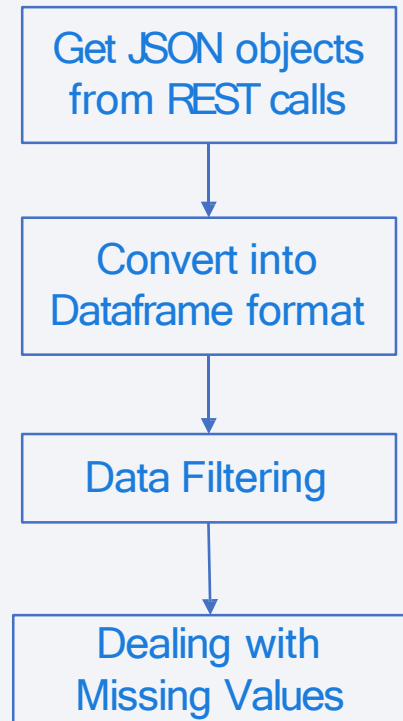 Get JSON objects
from REST calls
Convert into
Dataframe format
Data Filtering
Dealing with
Missing Values